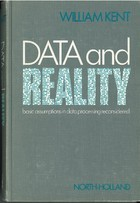 WILLIAM KENT
DATA and
REALITY
basic assumptions in data processing reconsidered
NORTH-HOLLAND